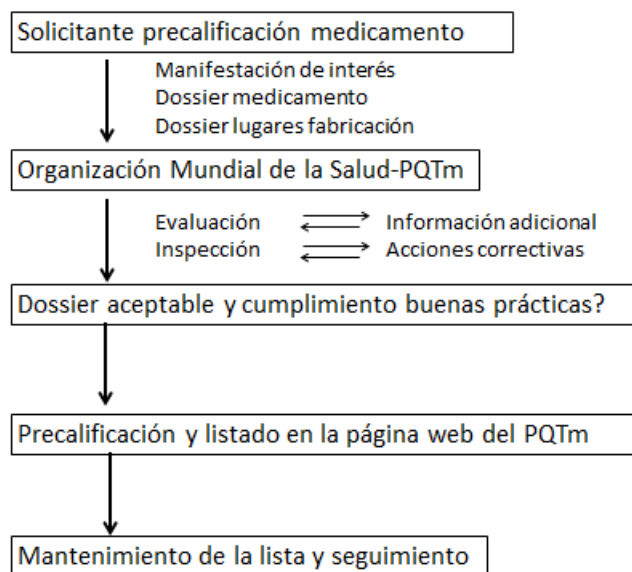 Solicitante precalificación medicamento
Manifestación de interés
Dossier medicamento
Dossier lugares fabricación
Organización Mundial de la Salud-PQTm
Evaluación Información adicional
Inspección Acciones correctivas
Dossier aceptable y cumplimiento buenas prácticas?
Precalificación y listado en la página web del PQTm
Mantenimiento de la lista y seguimiento